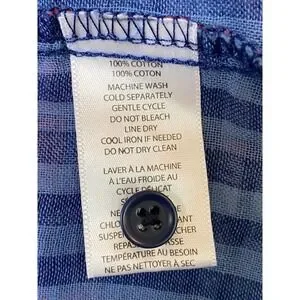 100% COTTON
100% COTON
MACHINE WASH
COLD SEPARATELY
GENTLE CYCLE
DO NOT BLEACH
LINE DRY
COOL IRON IF NEEDED
DO NOT DRY CLEAN
LAVER À LA MACHINE
À L'EAU FROIDE AU
CYCLE DÉLICAT
TEMPÉRATURE AU BESOIN
NE PAS NETTOYER À SEC